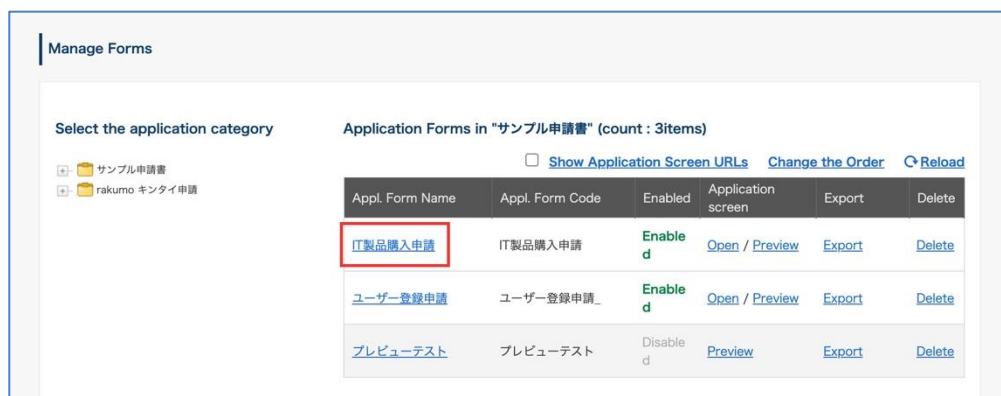 Manage Forms
Select the application category
サンプル申請書
rakumo キンタイ申請
Application Forms in "サンプル申請書" (count : 3items)
Show Application Screen URLs Change the Order Reload
Appl. Form Name Appl. Form Code Enabled Application screen Export Delete
IT製品購入申請 IT製品購入申請 Enabled Open / Preview Export Delete
ユーザー登録申請 ユーザー登録申請_ Enabled Open / Preview Export Delete
プレビューテスト プレビューテスト Disabled Preview Export Delete